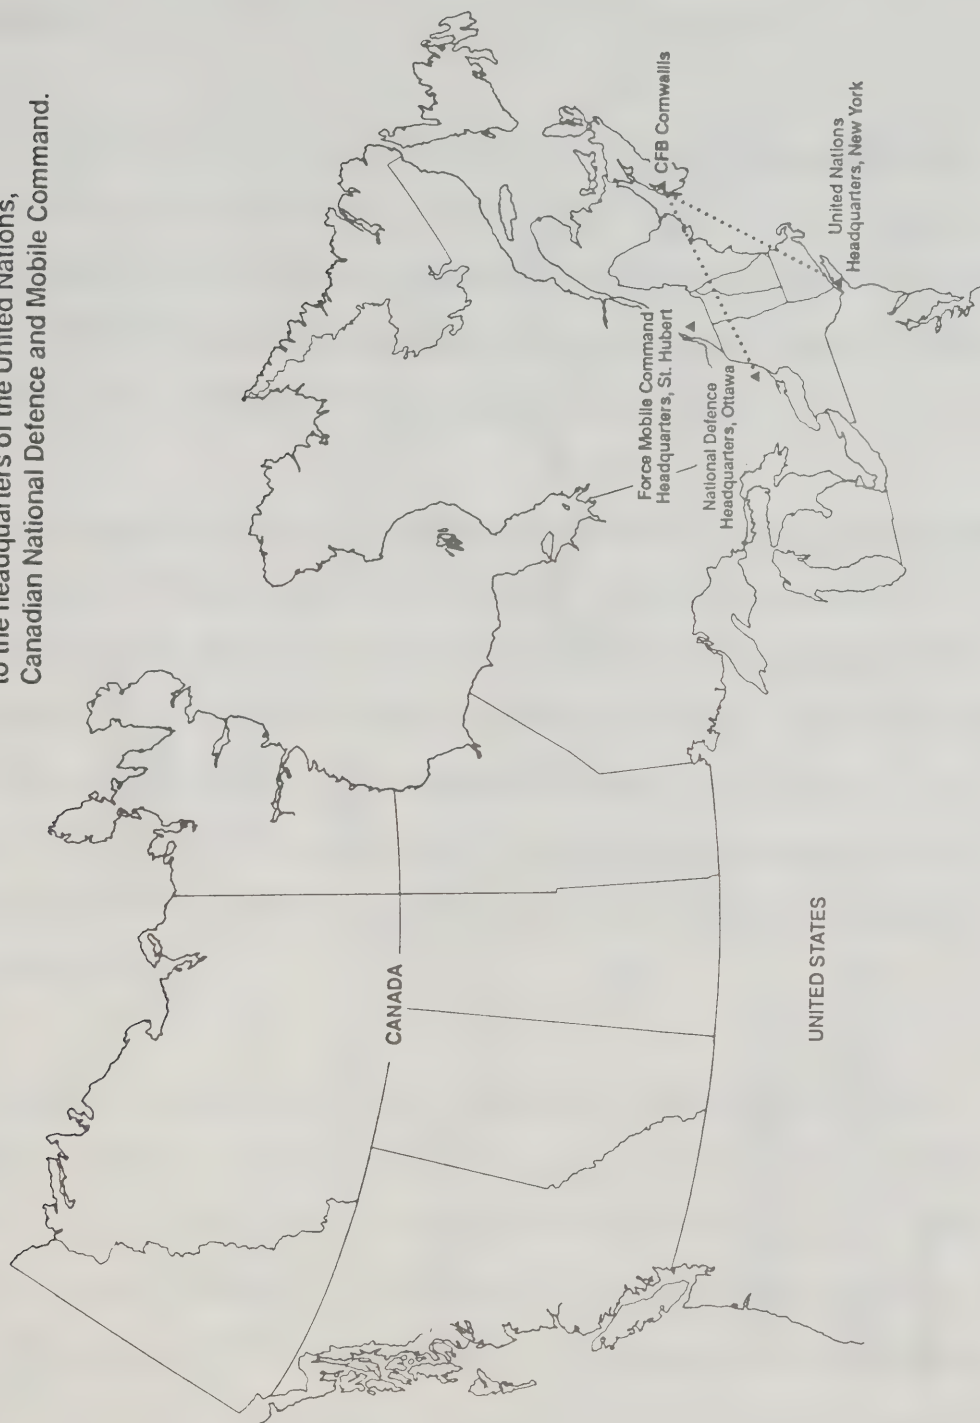 to the headquarters of the United Nations,
Canadian National Defence and Mobile Command.
CFB Cornwallis
Force Mobile Command
Headquarters, St. Hubert
United Nations
Headquarters, New York
National Defence
Headquarters, Ottawa
CANADA
UNITED STATES